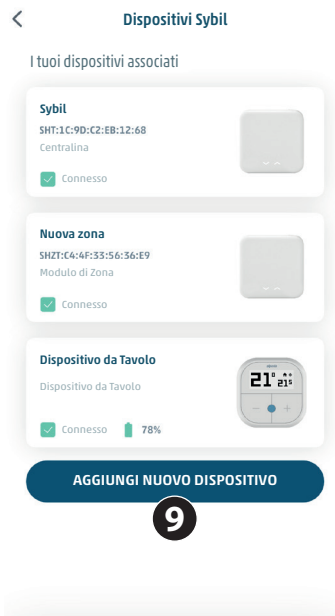 Dispositivi Sybil
I tuoi dispositivi associati
Sybil
SHT:1C:9D:C2:EB:12:68
Centralina
Connesso
Nuova zona
SHZT:C4:4F:33:56:36:E9
Modulo di Zona
Connesso
Dispositivo da Tavolo
Dispositivo da Tavolo
21° 21⁵
Connesso 78%
AGGIUNGI NUOVO DISPOSITIVO
9